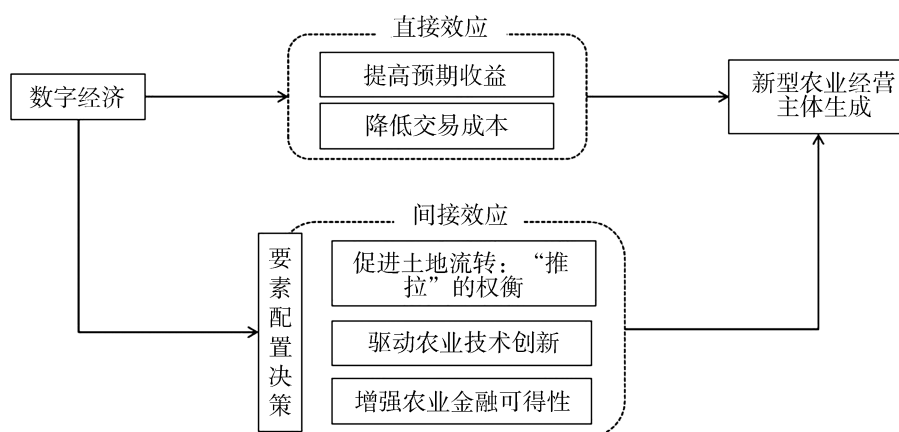 直接效应
提高预期收益
数字经济
降低交易成本
新型农业经营
主体生成
间接效应
要素配置决策
促进土地流转：“推
拉”的权衡
驱动农业技术创新
增强农业金融可得性